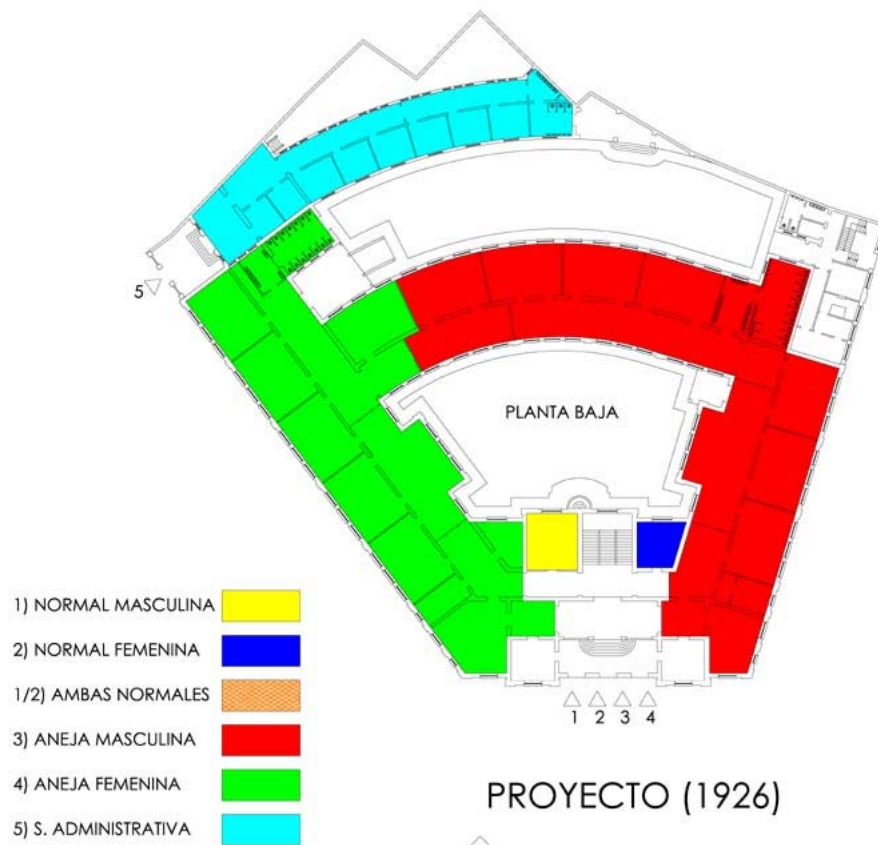 5
PLANTA BAJA
1) NORMAL MASCULINA
2) NORMAL FEMENINA
1/2) AMBAS NORMALES
3) ANEJA MASCULINA
4) ANEJA FEMENINA
5) S. ADMINISTRATIVA
1 2 3 4
PROYECTO (1926)